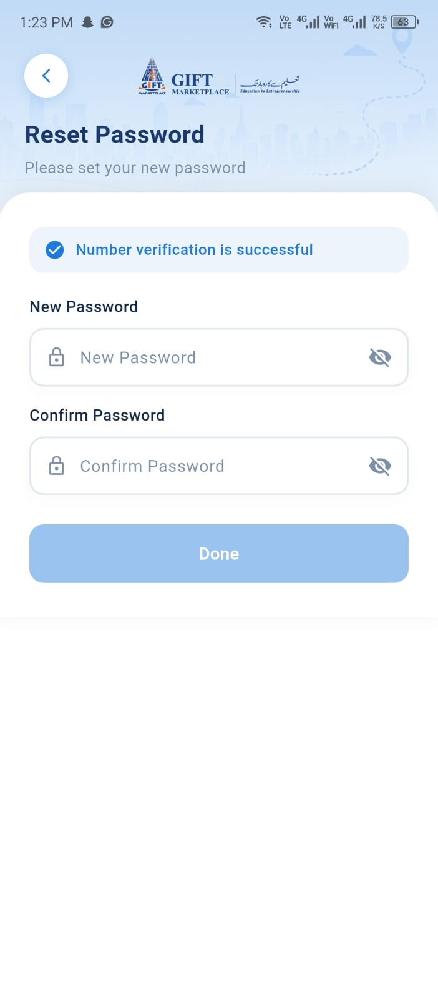 1:23 PM
Vo LTE 4G Vo WiFi 4G 78.5 K/S 63
GIFT
MARKETPLACE
GIFT
MARKETPLACE
تعلیم سے کاروبار تک
Education to Entrepreneurship
Reset Password
Please set your new password
Number verification is successful
New Password
New Password
Confirm Password
Confirm Password
Done